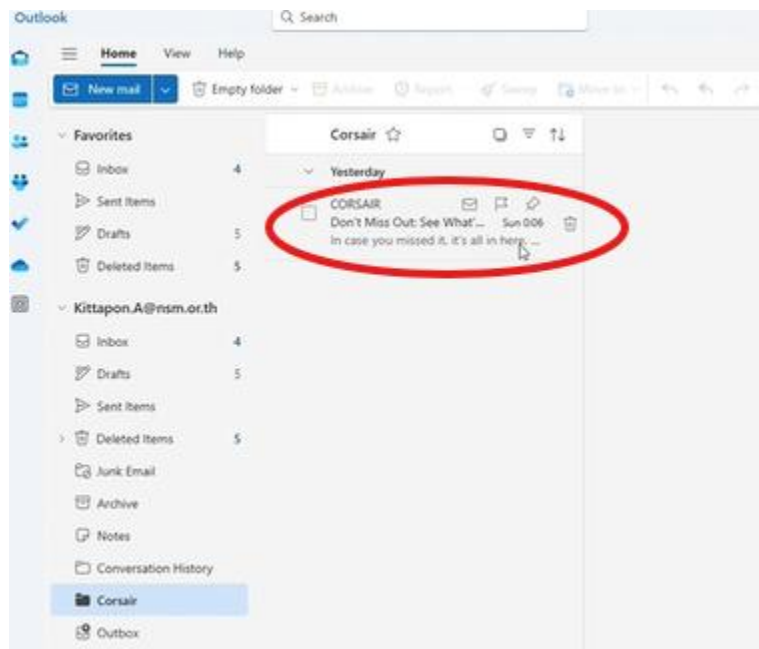 Outlook
Search
Home View Help
New mail Empty folder Archive Report Sweep Move to
Favorites
Inbox 4
Sent Items
Drafts 5
Deleted Items 5
Kittapon.A@nsm.or.th
Inbox 4
Drafts 5
Sent Items
Deleted Items 5
Junk Email
Archive
Notes
Conversation History
Corsair
Outbox
Corsair
Yesterday
CORSAIR
Don't Miss Out: See What'... Sun 0:06
In case you missed it, it's all in here. ...